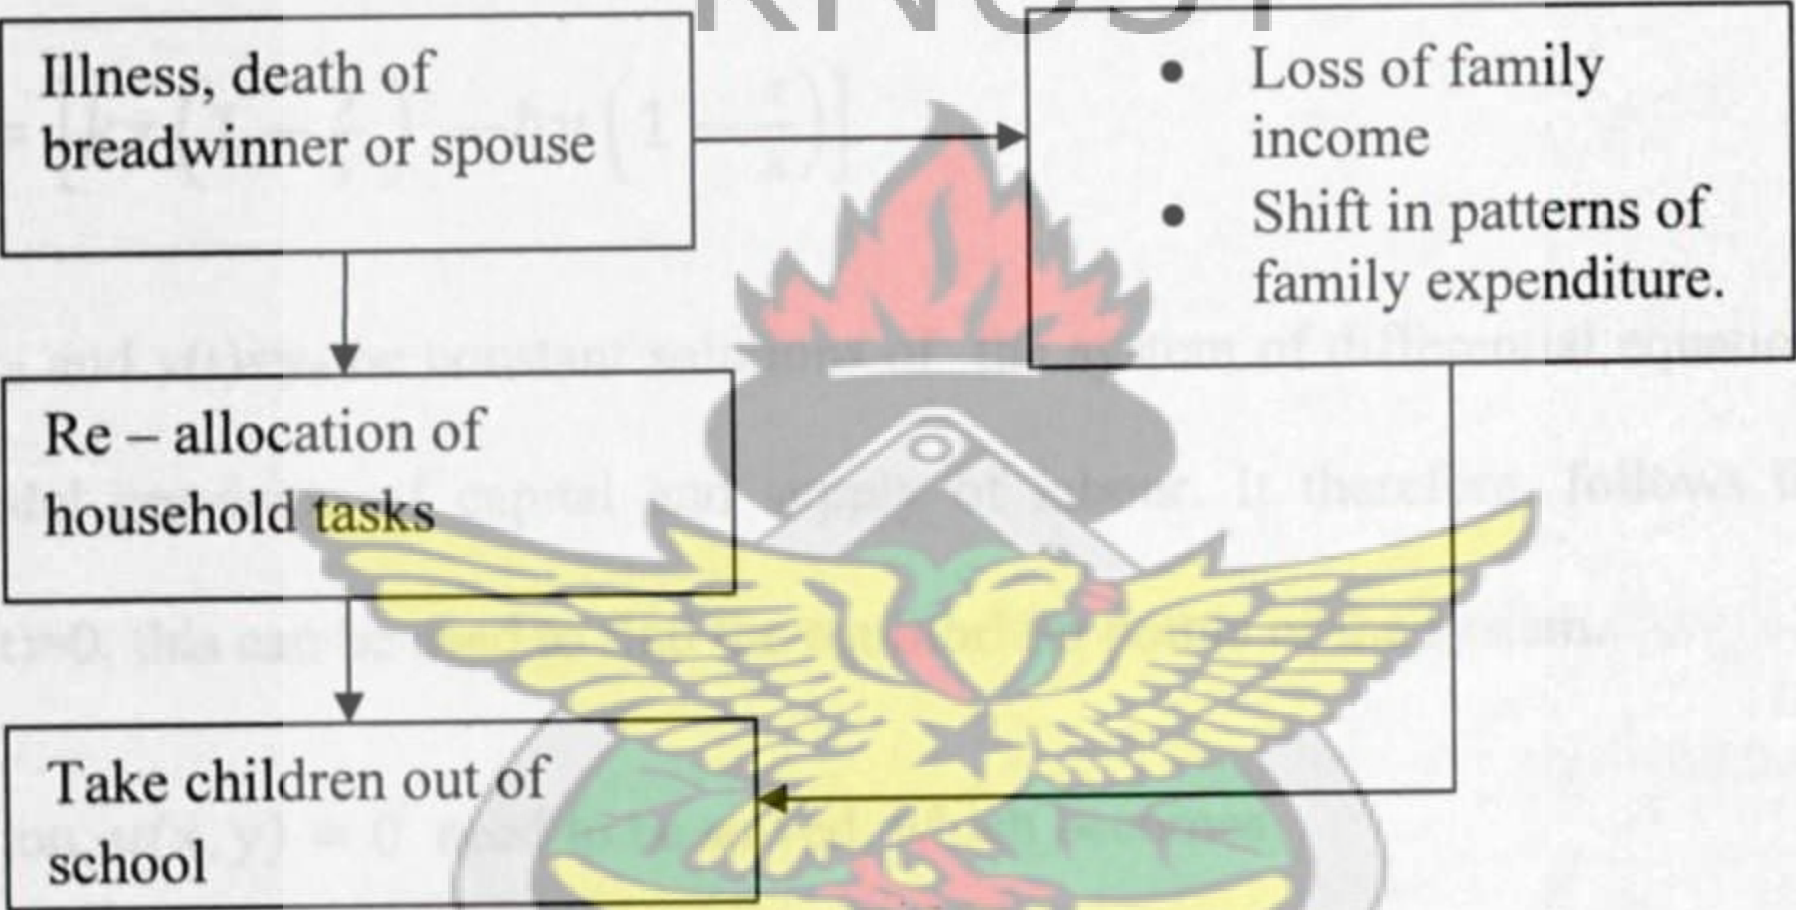 KNUST
Illness, death of
breadwinner or spouse
• Loss of family
income
• Shift in patterns of
family expenditure.
Re – allocation of
household tasks
Take children out of
school